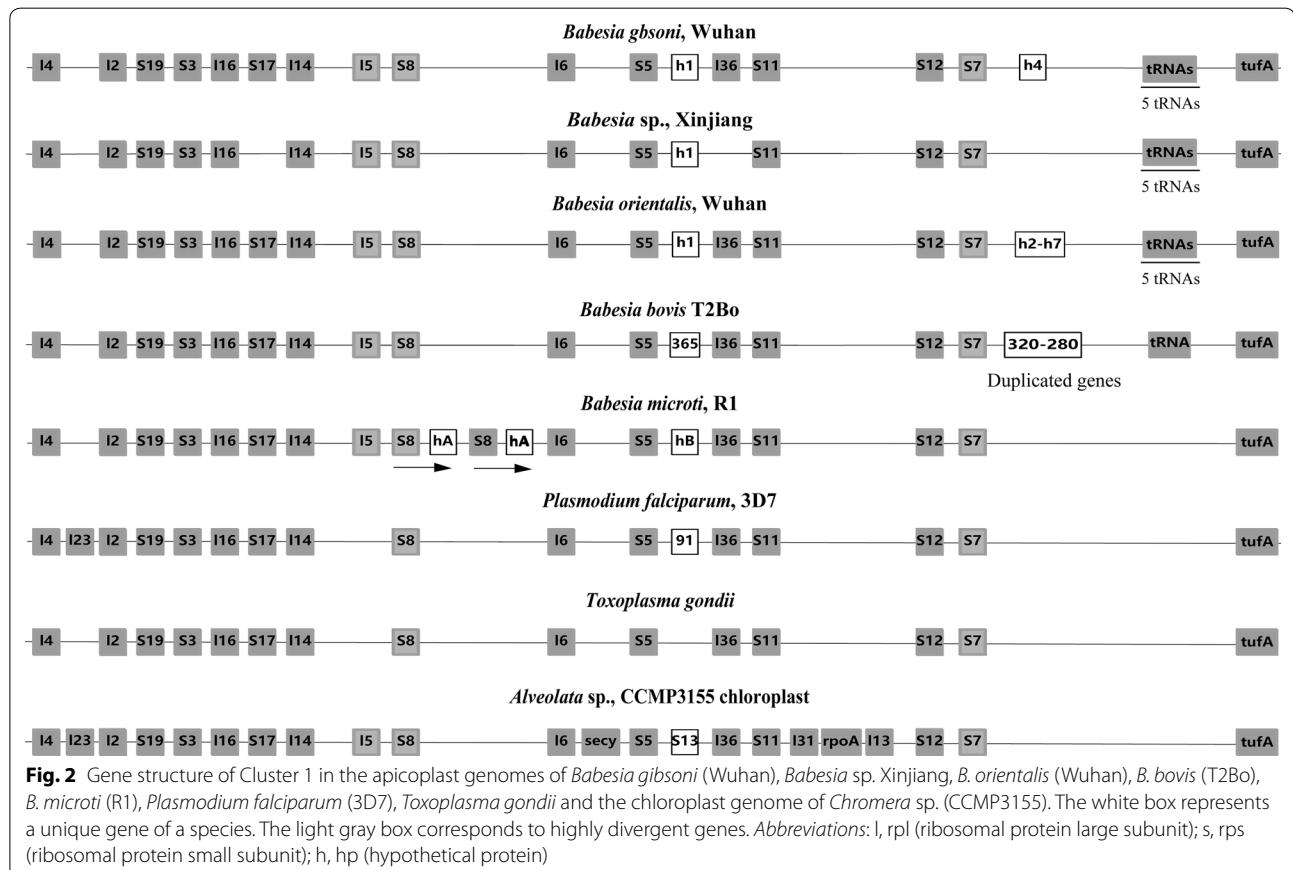 Babesia gbsoni, Wuhan
l4 l2 S19 S3 l16 S17 l14 l5 S8 l6 S5 h1 l36 S11 S12 S7 h4 tRNAs tufA
5 tRNAs
Babesia sp., Xinjiang
l4 l2 S19 S3 l16 l14 l5 S8 l6 S5 h1 S11 S12 S7 tRNAs tufA
5 tRNAs
Babesia orientalis, Wuhan
l4 l2 S19 S3 l16 S17 l14 l5 S8 l6 S5 h1 l36 S11 S12 S7 h2-h7 tRNAs tufA
5 tRNAs
Babesia bovis T2Bo
l4 l2 S19 S3 l16 S17 l14 l5 S8 l6 S5 365 l36 S11 S12 S7 320-280 tRNA tufA
Duplicated genes
Babesia microti, R1
l4 l2 S19 S3 l16 S17 l14 l5 S8 hA S8 hA l6 S5 hB l36 S11 S12 S7 tufA
Plasmodium falciparum, 3D7
l4 l23 l2 S19 S3 l16 S17 l14 S8 l6 S5 91 l36 S11 S12 S7 tufA
Toxoplasma gondii
l4 l2 S19 S3 l16 S17 l14 S8 l6 S5 l36 S11 S12 S7 tufA
Alveolata sp., CCMP3155 chloroplast
l4 l23 l2 S19 S3 l16 S17 l14 l5 S8 l6 secy S5 S13 l36 S11 l31 rpoA l13 S12 S7 tufA
Fig. 2 Gene structure of Cluster 1 in the apicoplast genomes of Babesia gibsoni (Wuhan), Babesia sp. Xinjiang, B. orientalis (Wuhan), B. bovis (T2Bo),
B. microti (R1), Plasmodium falciparum (3D7), Toxoplasma gondii and the chloroplast genome of Chromera sp. (CCMP3155). The white box represents
a unique gene of a species. The light gray box corresponds to highly divergent genes. Abbreviations: l, rpl (ribosomal protein large subunit); s, rps
(ribosomal protein small subunit); h, hp (hypothetical protein)